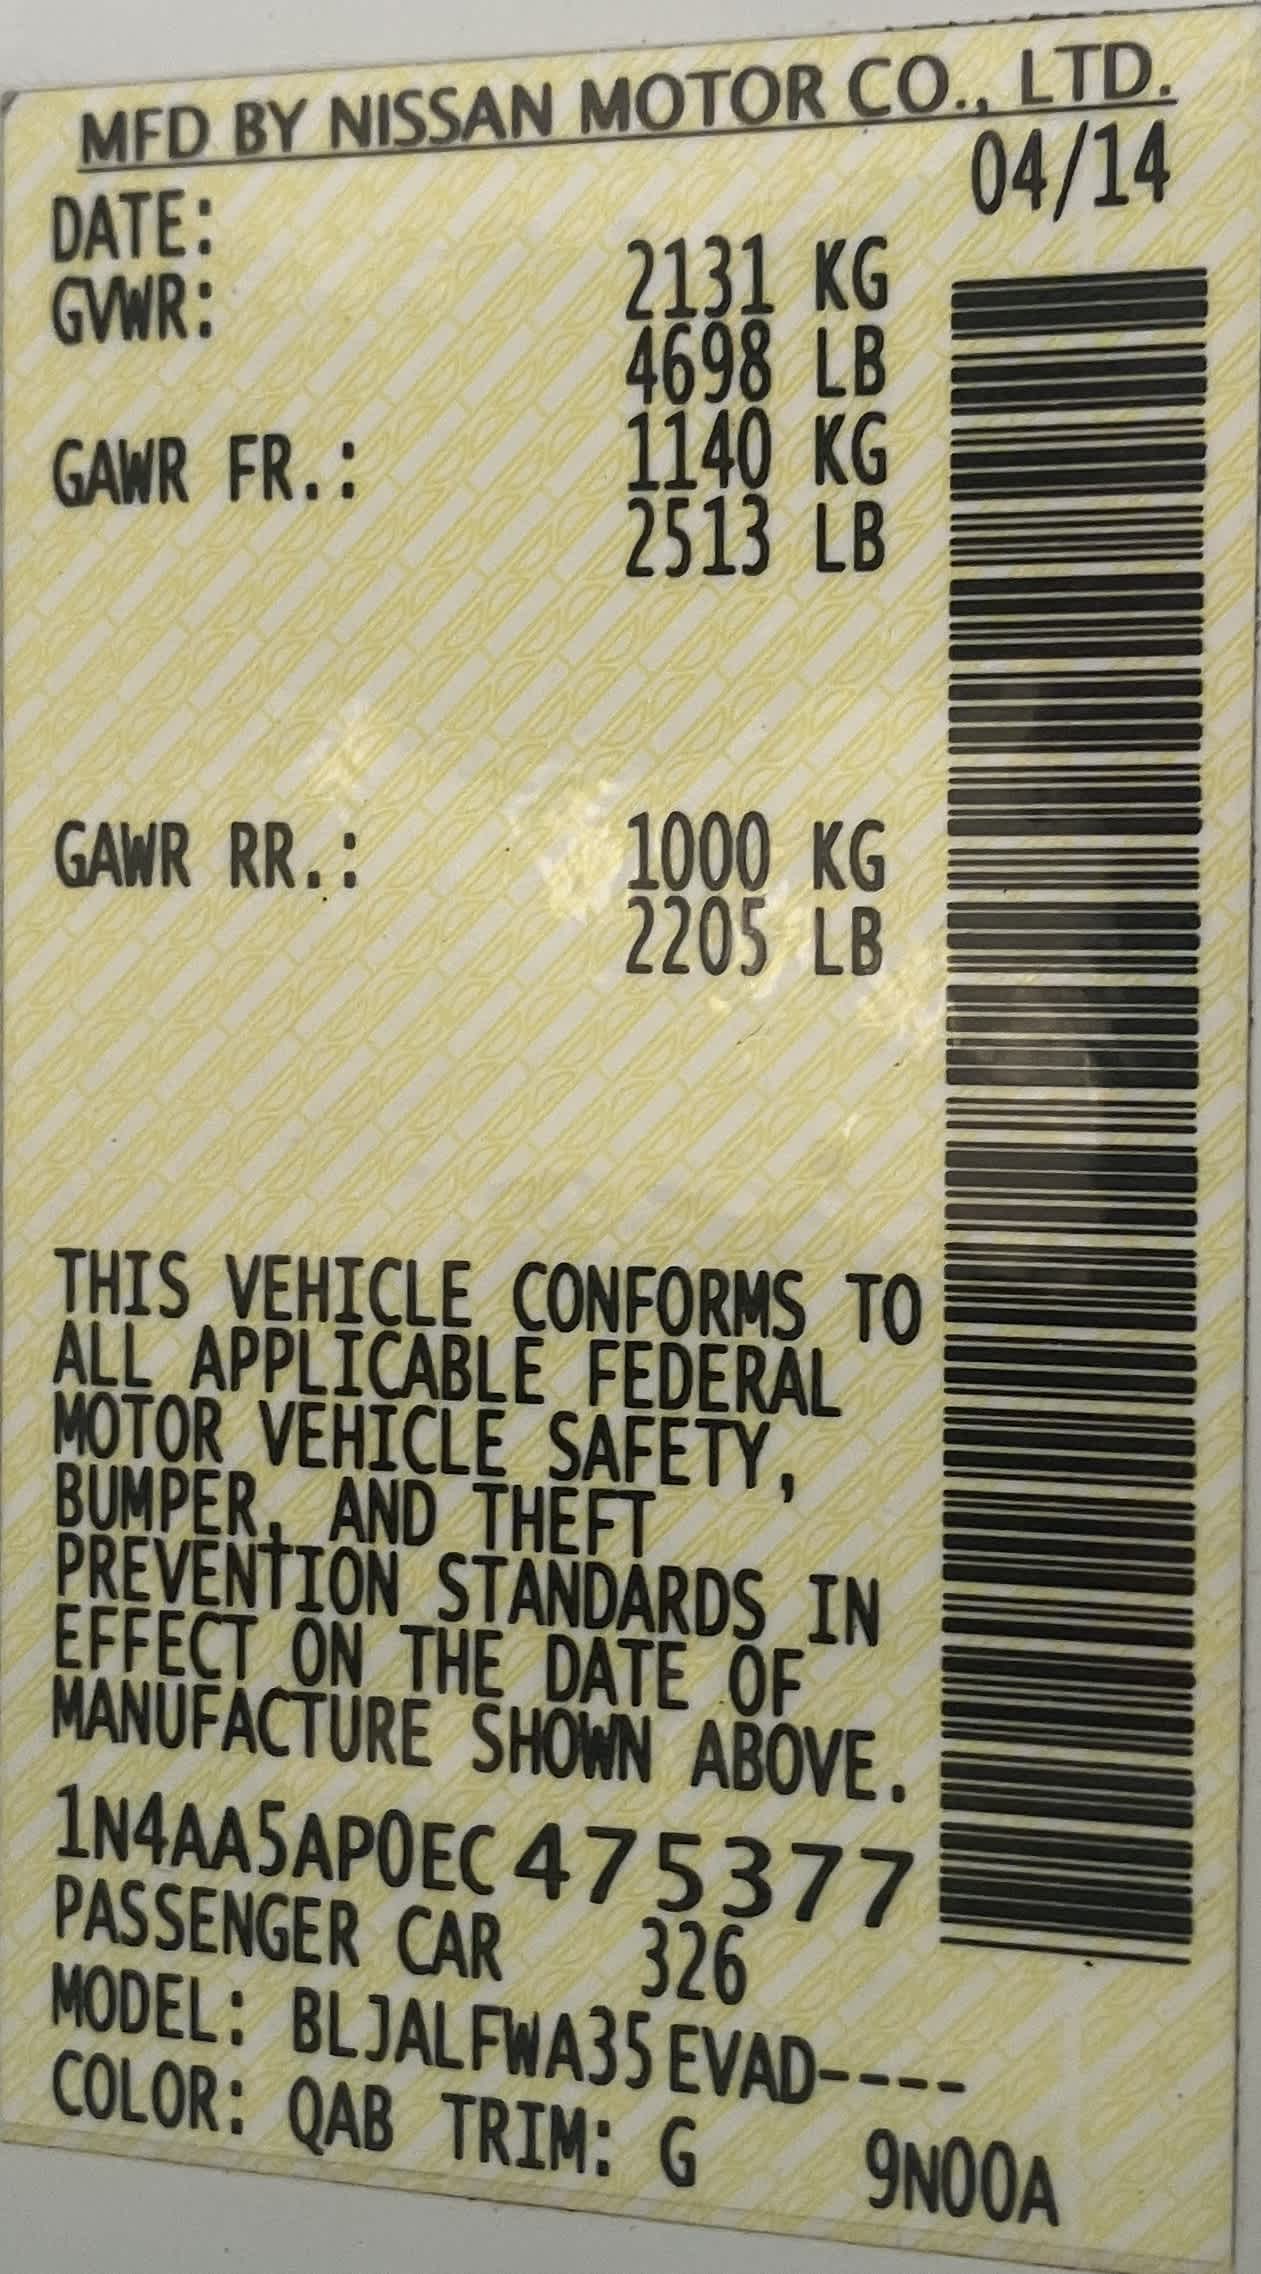 MFD BY NISSAN MOTOR CO., LTD.
DATE: 04/14
GVWR: 2131 KG
4698 LB
GAWR FR.: 1140 KG
2513 LB
GAWR RR.: 1000 KG
2205 LB
THIS VEHICLE CONFORMS TO
ALL APPLICABLE FEDERAL
MOTOR VEHICLE SAFETY,
BUMPER, AND THEFT
PREVENTION STANDARDS IN
EFFECT ON THE DATE OF
MANUFACTURE SHOWN ABOVE.
1N4AA5AP0EC475377
PASSENGER CAR 326
MODEL: BLJALFWA35EVAD----
COLOR: QAB TRIM: G 9N00A